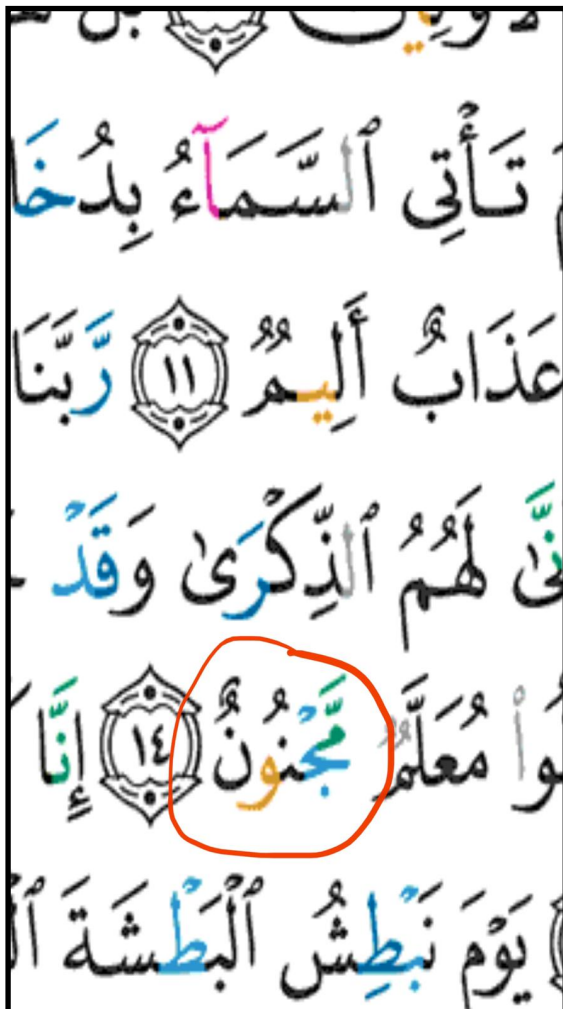 تَأْتِى ٱلسَّمَآءُ بِدُخَا
عَذَابٌ أَلِيمٌ ١١ رَّبَّنَا
لَهُمُ ٱلذِّكْرَىٰ وَقَدْ
مُعَلَّمٌ مَّجْنُونٌ ١٤ إِنَّا
يَوْمَ نَبْطِشُ ٱلْبَطْشَةَ